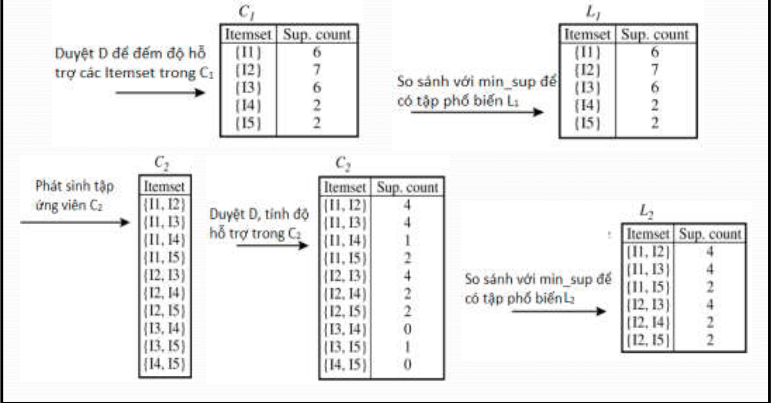 C1
Itemset Sup. count
{I1} 6
{I2} 7
{I3} 6
{I4} 2
{I5} 2
Duyệt D để đếm độ hỗ
trợ các Itemset trong C1
So sánh với min_sup để
có tập phổ biến L1
L1
Itemset Sup. count
{I1} 6
{I2} 7
{I3} 6
{I4} 2
{I5} 2
Phát sinh tập
ứng viên C2
C2
Itemset
{I1, I2}
{I1, I3}
{I1, I4}
{I1, I5}
{I2, I3}
{I2, I4}
{I2, I5}
{I3, I4}
{I3, I5}
{I4, I5}
Duyệt D, tính độ
hỗ trợ trong C2
C2
Itemset Sup. count
{I1, I2} 4
{I1, I3} 4
{I1, I4} 1
{I1, I5} 2
{I2, I3} 4
{I2, I4} 2
{I2, I5} 2
{I3, I4} 0
{I3, I5} 1
{I4, I5} 0
So sánh với min_sup để
có tập phổ biến L2
L2
Itemset Sup. count
{I1, I2} 4
{I1, I3} 4
{I1, I5} 2
{I2, I3} 4
{I2, I4} 2
{I2, I5} 2